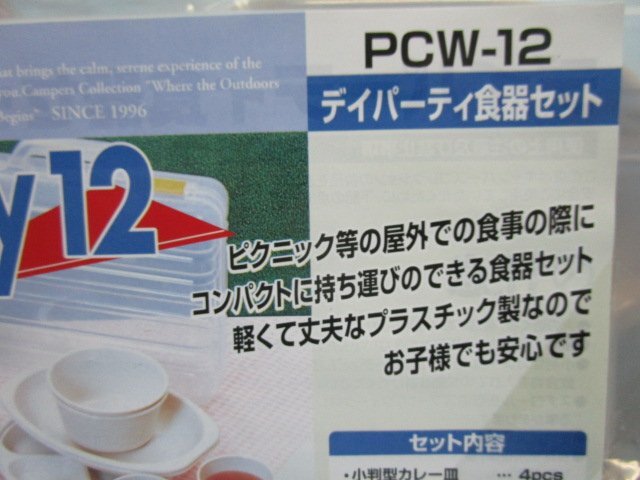 PCW-12
デイパーティ食器セット
that brings the calm, serene experience of the
you.Campers Collection "Where the Outdoors
Begins" SINCE 1996
y 12
ピクニック等の屋外での食事の際に
コンパクトに持ち運びのできる食器セット
軽くて丈夫なプラスチック製なので
お子様でも安心です
セット内容
・小判型カレー皿 … 4pcs